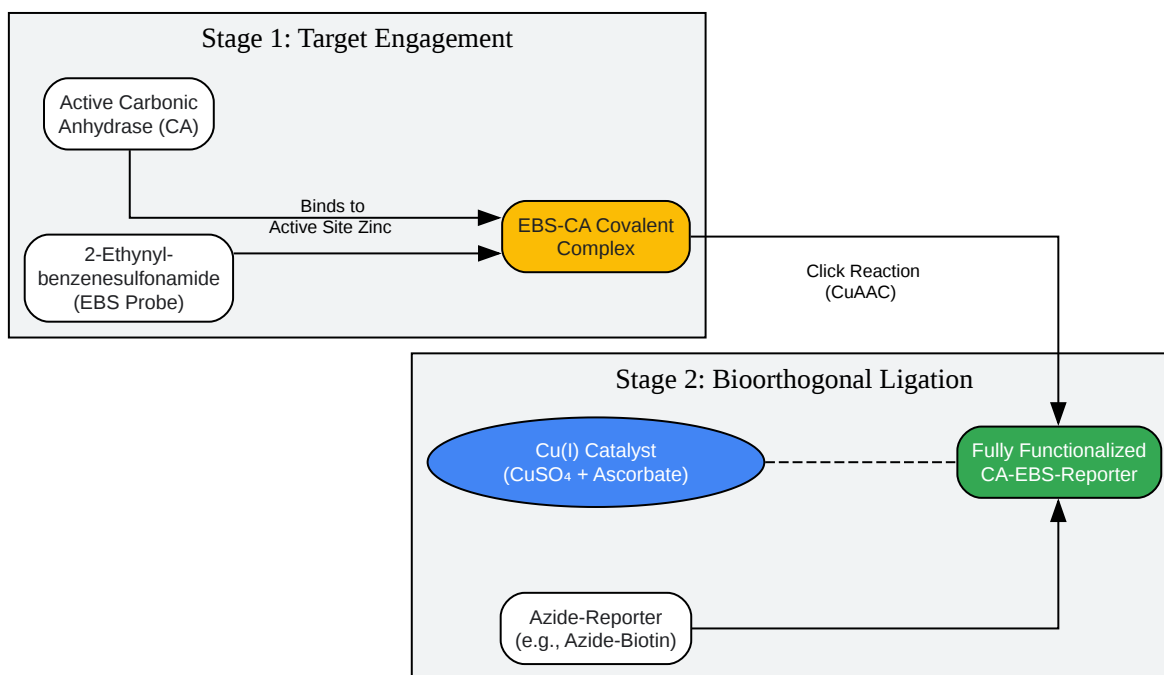 Stage 1: Target Engagement
Active Carbonic
Anhydrase (CA)
Binds to
Active Site Zinc
EBS-CA Covalent
Complex
2-Ethynyl-
benzenesulfonamide
(EBS Probe)
Click Reaction
(CuAAC)
Stage 2: Bioorthogonal Ligation
Cu(I) Catalyst
(CuSO₄ + Ascorbate)
Fully Functionalized
CA-EBS-Reporter
Azide-Reporter
(e.g., Azide-Biotin)